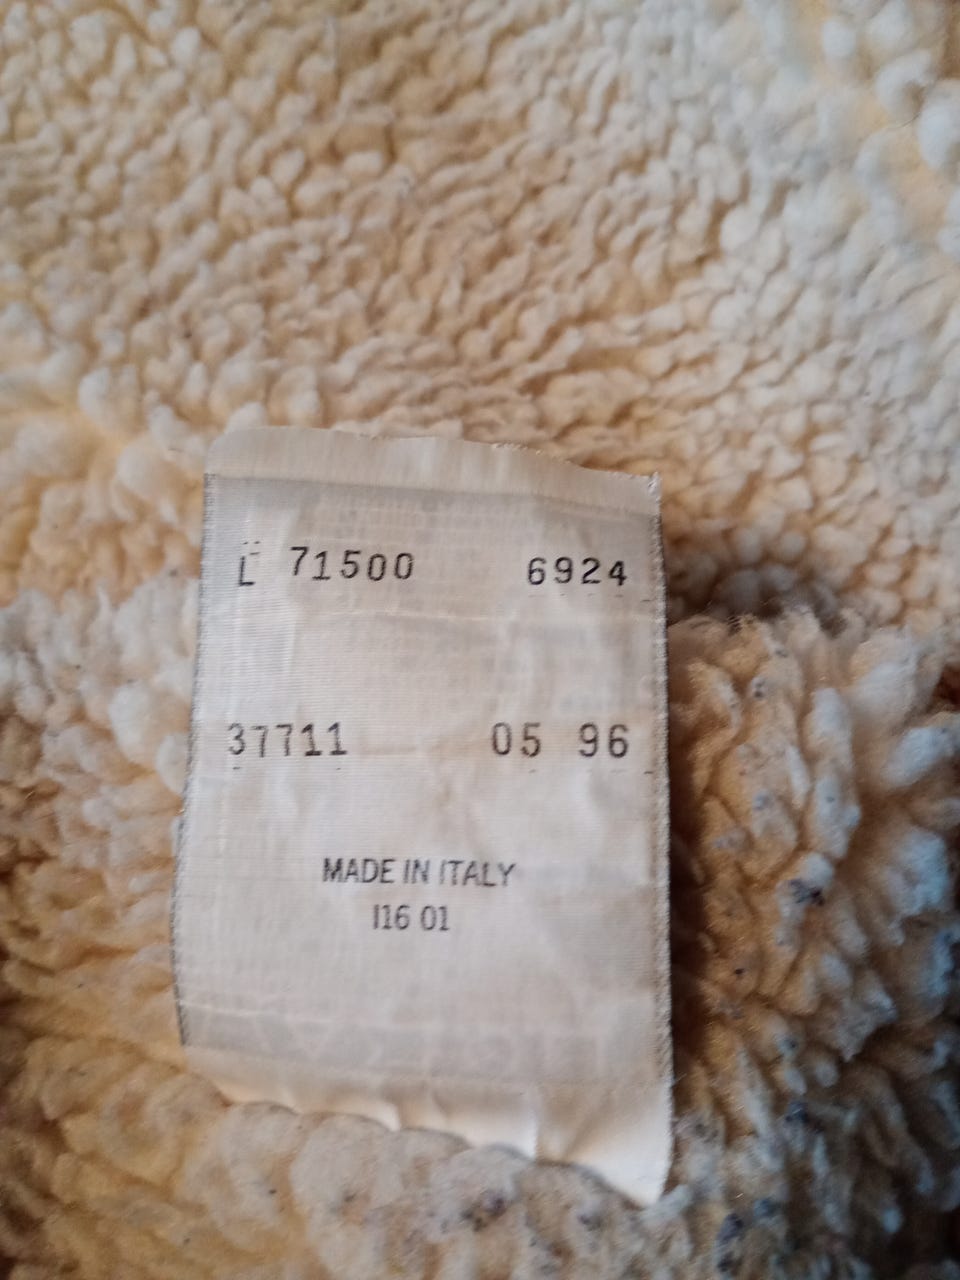 L 71500 6924
37711 05 96
MADE IN ITALY
I16 01